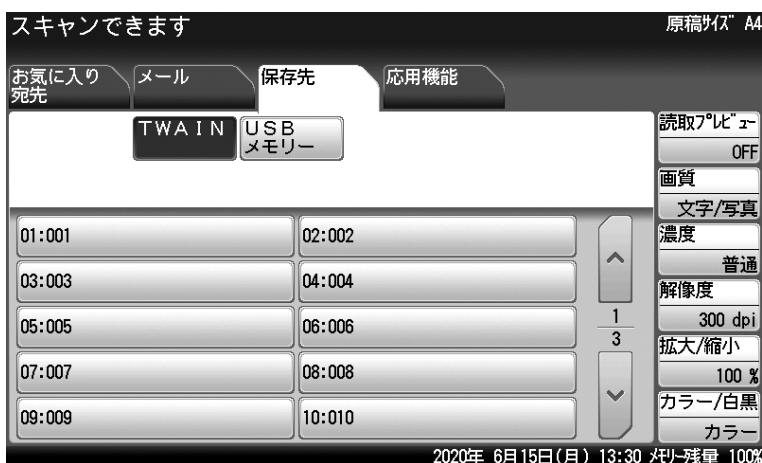 スキャンできます
原稿ｻｲｽﾞ A4
お気に入り
宛先
メール
保存先
応用機能
ＴＷＡＩＮ
ＵＳＢ
メモリー
読取ﾌﾟﾚﾋﾞｭｰ
OFF
画質
文字/写真
濃度
普通
解像度
300 dpi
拡大/縮小
100 %
カラー/白黒
カラー
01:001
02:002
03:003
04:004
05:005
06:006
07:007
08:008
09:009
10:010
1
3
2020年 6月15日(月) 13:30 ﾒﾓﾘｰ残量 100%